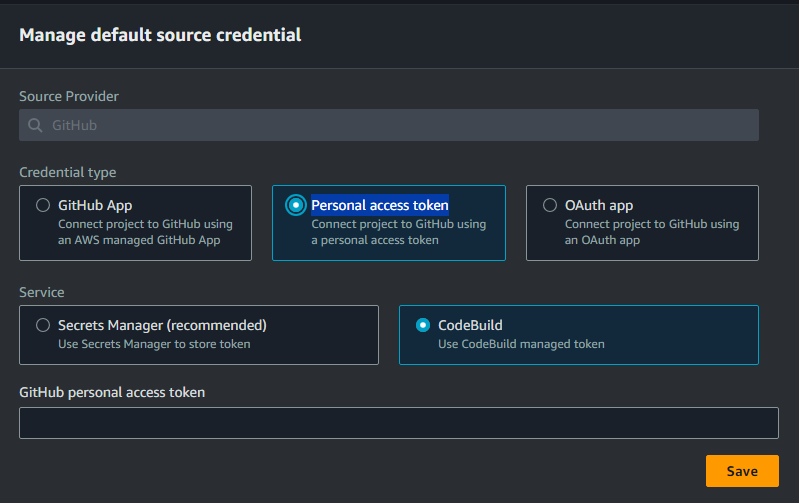 Manage default source credential
Source Provider
GitHub
Credential type
GitHub App
Connect project to GitHub using
an AWS managed GitHub App
Personal access token
Connect project to GitHub using
a personal access token
OAuth app
Connect project to GitHub using
an OAuth app
Service
Secrets Manager (recommended)
Use Secrets Manager to store token
CodeBuild
Use CodeBuild managed token
GitHub personal access token
Save